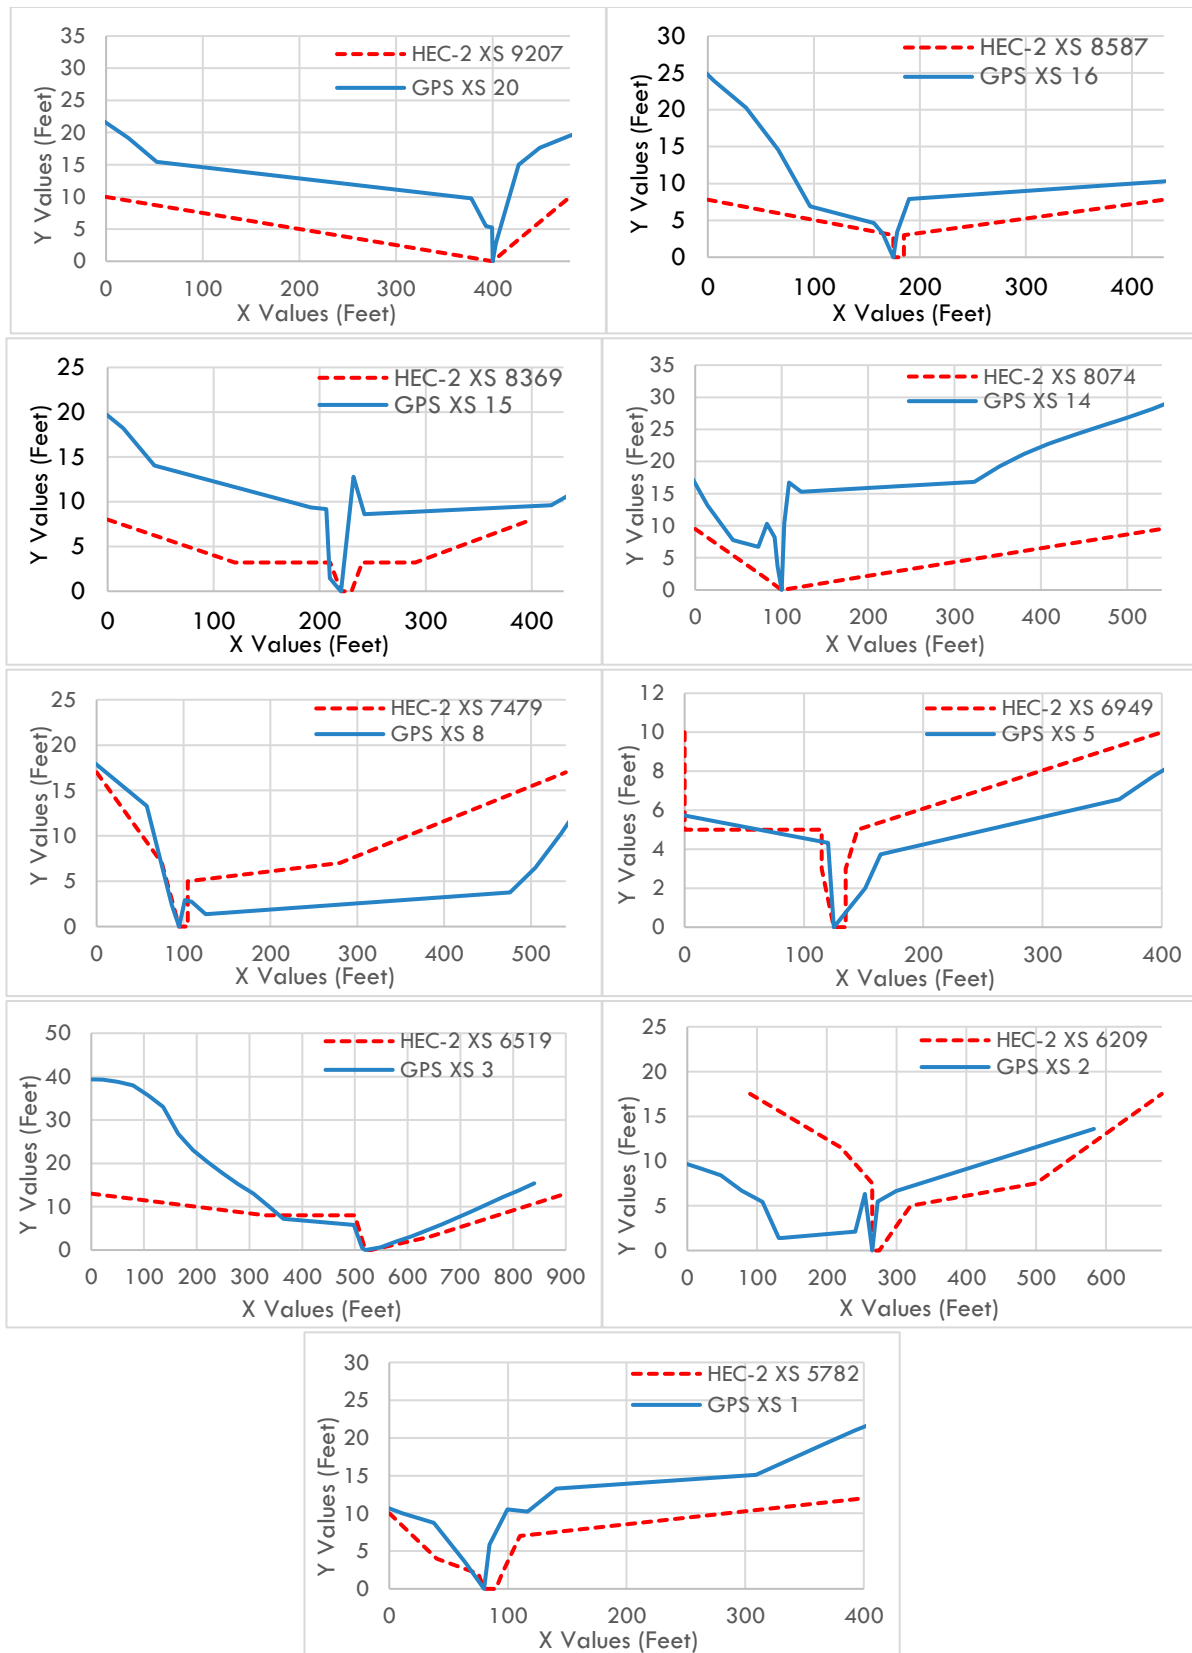 35
30
25
20
15
10
5
0
Y Values (Feet)
HEC-2 XS 9207
GPS XS 20
0 100 200 300 400
X Values (Feet)
30
25
20
15
10
5
0
Y Values (Feet)
HEC-2 XS 8587
GPS XS 16
0 100 200 300 400
X Values (Feet)
25
20
15
10
5
0
Y Values (Feet)
HEC-2 XS 8369
GPS XS 15
0 100 200 300 400
X Values (Feet)
35
30
25
20
15
10
5
0
Y Values (Feet)
HEC-2 XS 8074
GPS XS 14
0 100 200 300 400 500
X Values (Feet)
25
20
15
10
5
0
Y Values (Feet)
HEC-2 XS 7479
GPS XS 8
0 100 200 300 400 500
X Values (Feet)
12
10
8
6
4
2
0
Y Values (Feet)
HEC-2 XS 6949
GPS XS 5
0 100 200 300 400
X Values (Feet)
50
40
30
20
10
0
Y Values (Feet)
HEC-2 XS 6519
GPS XS 3
0 100 200 300 400 500 600 700 800 900
X Values (Feet)
25
20
15
10
5
0
Y Values (Feet)
HEC-2 XS 6209
GPS XS 2
0 100 200 300 400 500 600
X Values (Feet)
30
25
20
15
10
5
0
Y Values (Feet)
HEC-2 XS 5782
GPS XS 1
0 100 200 300 400
X Values (Feet)